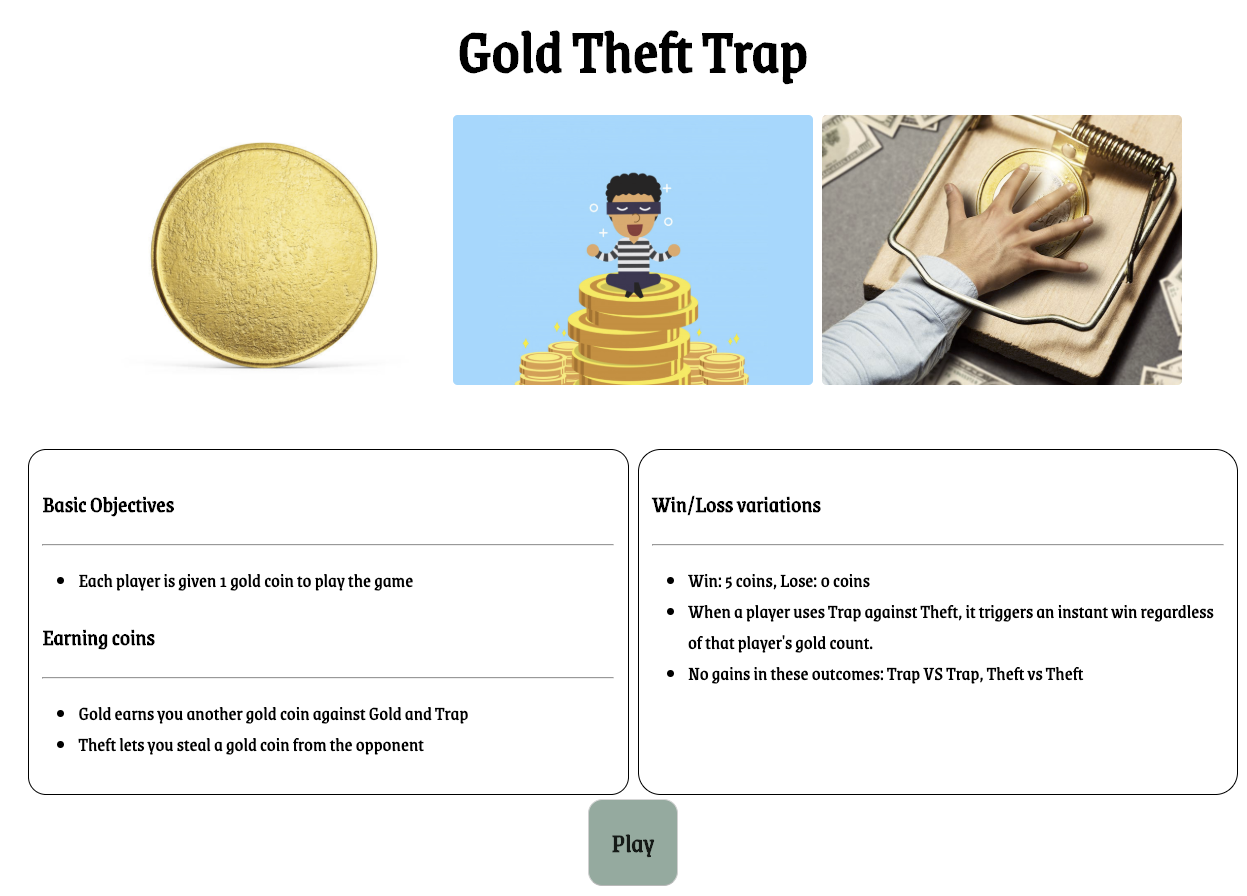 Gold Theft Trap
Basic Objectives
Each player is given 1 gold coin to play the game
Earning coins
Gold earns you another gold coin against Gold and Trap
Theft lets you steal a gold coin from the opponent
Win/Loss variations
Win: 5 coins, Lose: 0 coins
When a player uses Trap against Theft, it triggers an instant win regardless
of that player's gold count.
No gains in these outcomes: Trap VS Trap, Theft vs Theft
Play